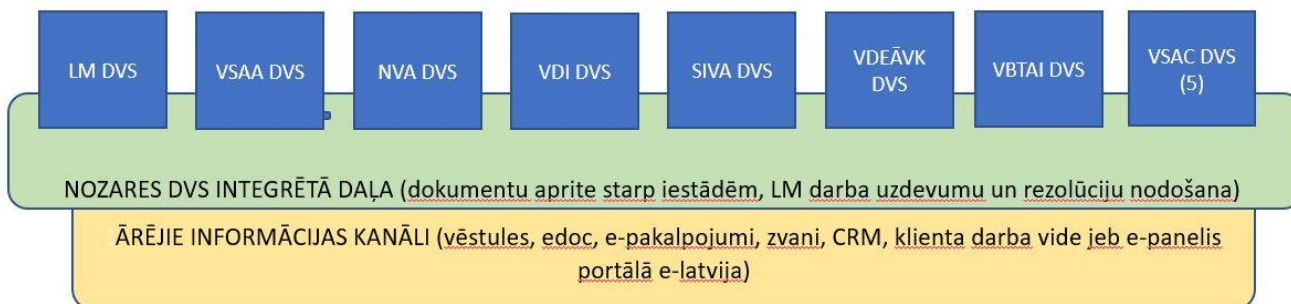 LM DVS
VSAA DVS
NVA DVS
VDI DVS
SIVA DVS
VDEĀVK
DVS
VBTAI DVS
VSAC DVS
(5)
NOZARES DVS INTEGRĒTĀ DAĻA (dokumentu aprite starp iestādēm, LM darba uzdevumu un rezolūciju nodošana)
ĀRĒJIE INFORMĀCIJAS KANĀLI (vēstules, edoc, e-pakalpojumi, zvani, CRM, klienta darba vide jeb e-panelis
portālā e-latvija)